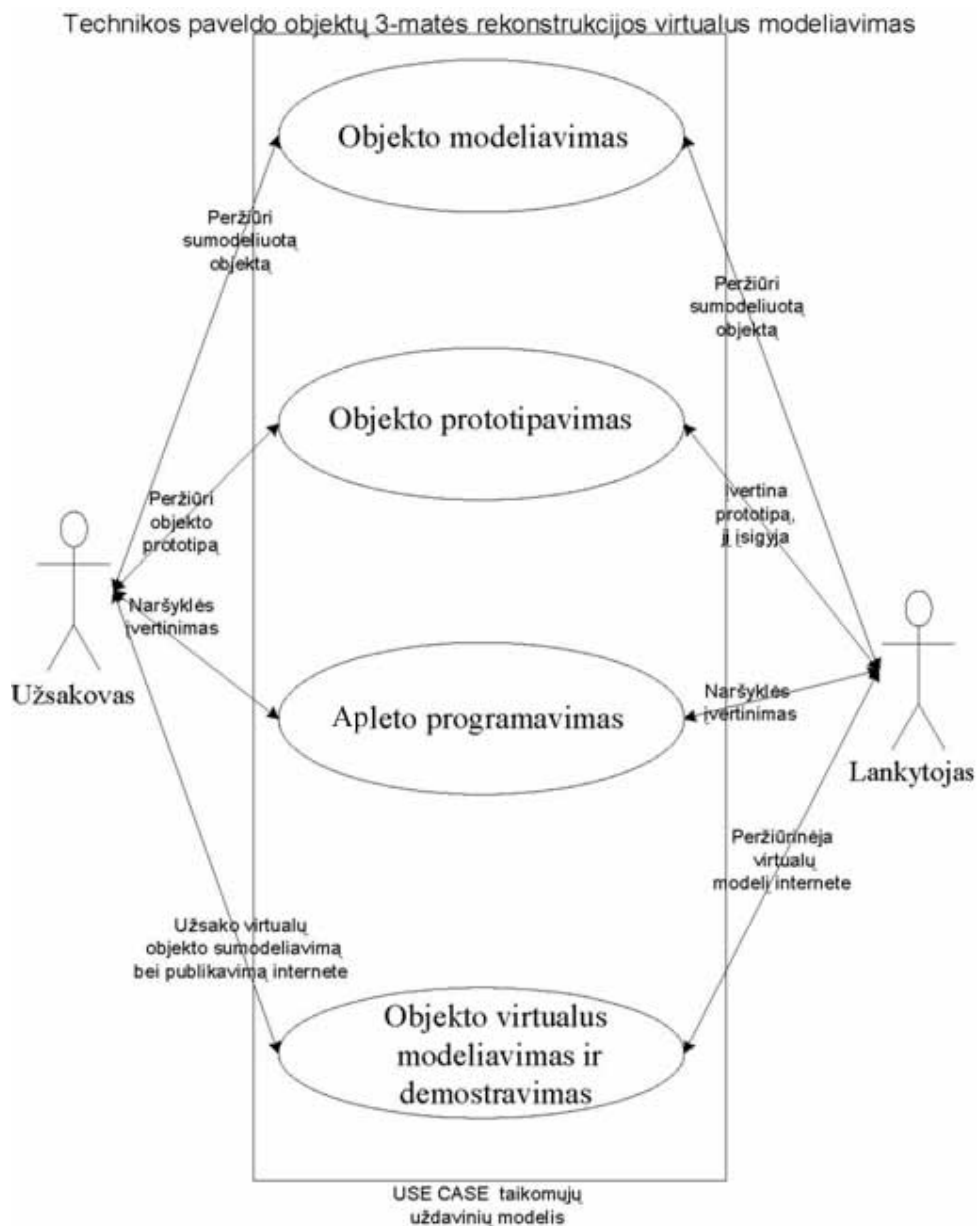 Technikos paveldo objektų 3-matės rekonstrukcijos virtualus modeliavimas
Objekto modeliavimas
Peržiūri
sumodeliuotą
objektą
Peržiūri
sumodeliuotą
objektą
Objekto prototipavimas
Peržiūri
objekto
prototipą
Įvertina
prototipą,
jį įsigyja
Naršyklės
įvertinimas
Užsakovas
Apleto programavimas
Naršyklės
įvertinimas
Lankytojas
Peržiūrinėja
virtualų
modelį internete
Užsako virtualų
objekto sumodeliavimą
bei publikavimą internete
Objekto virtualus
modeliavimas ir
demostravimas
USE CASE taikomųjų
uždavinių modelis